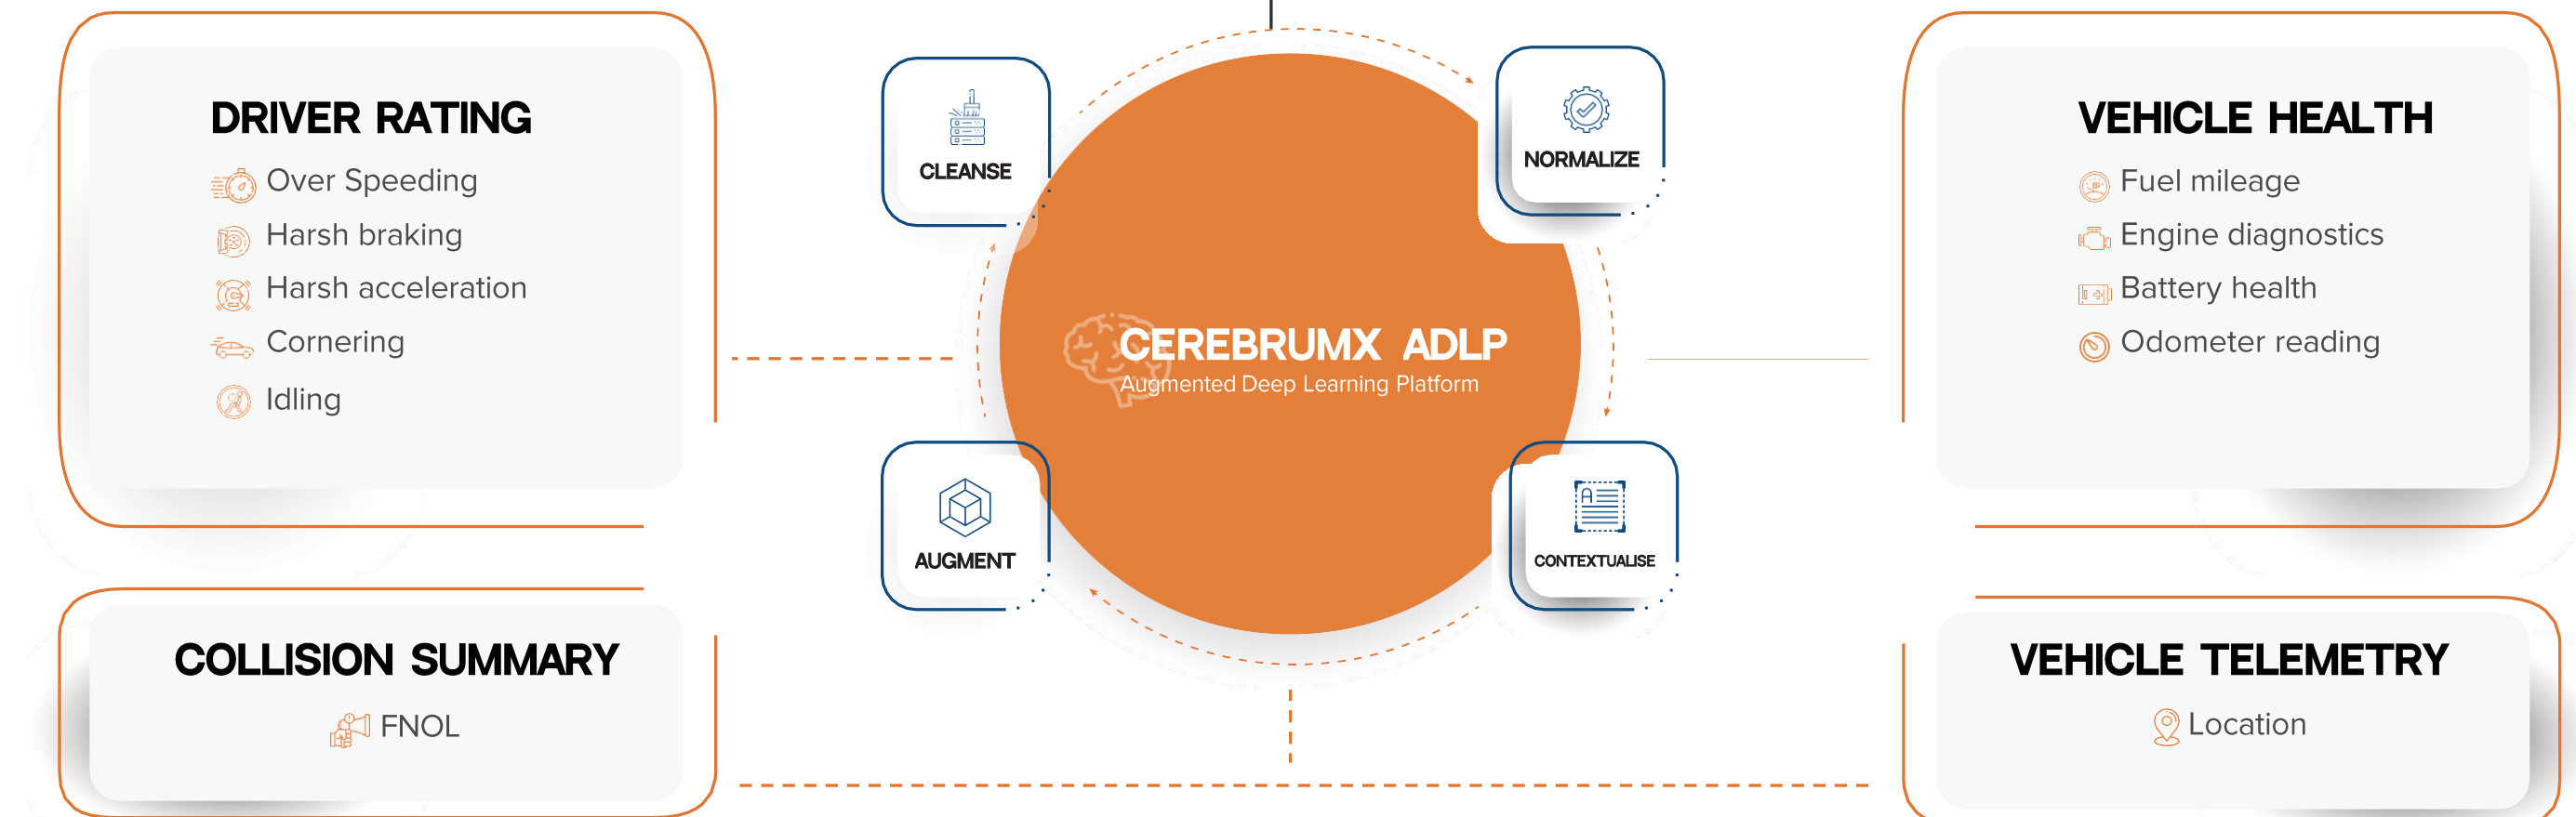 DRIVER RATING
Over Speeding
Harsh braking
Harsh acceleration
Cornering
Idling
COLLISION SUMMARY
FNOL
CLEANSE
NORMALIZE
CEREBRUMX ADLP
Augmented Deep Learning Platform
AUGMENT
CONTEXTUALISE
VEHICLE HEALTH
Fuel mileage
Engine diagnostics
Battery health
Odometer reading
VEHICLE TELEMETRY
Location